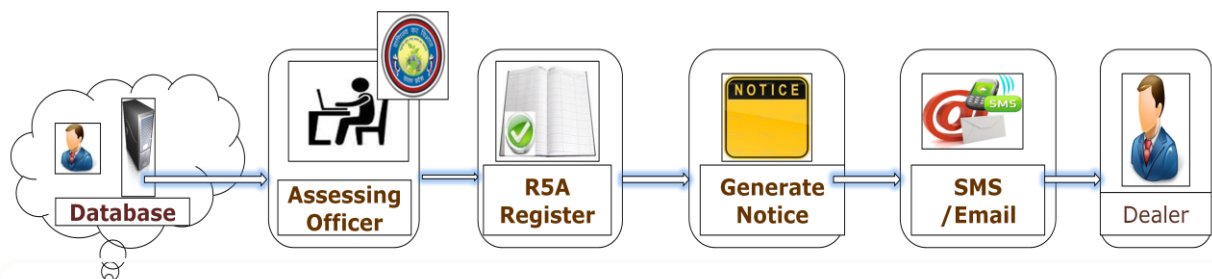 Database
Assessing
Officer
R5A
Register
NOTICE
Generate
Notice
@
SMS
SMS
/Email
Dealer